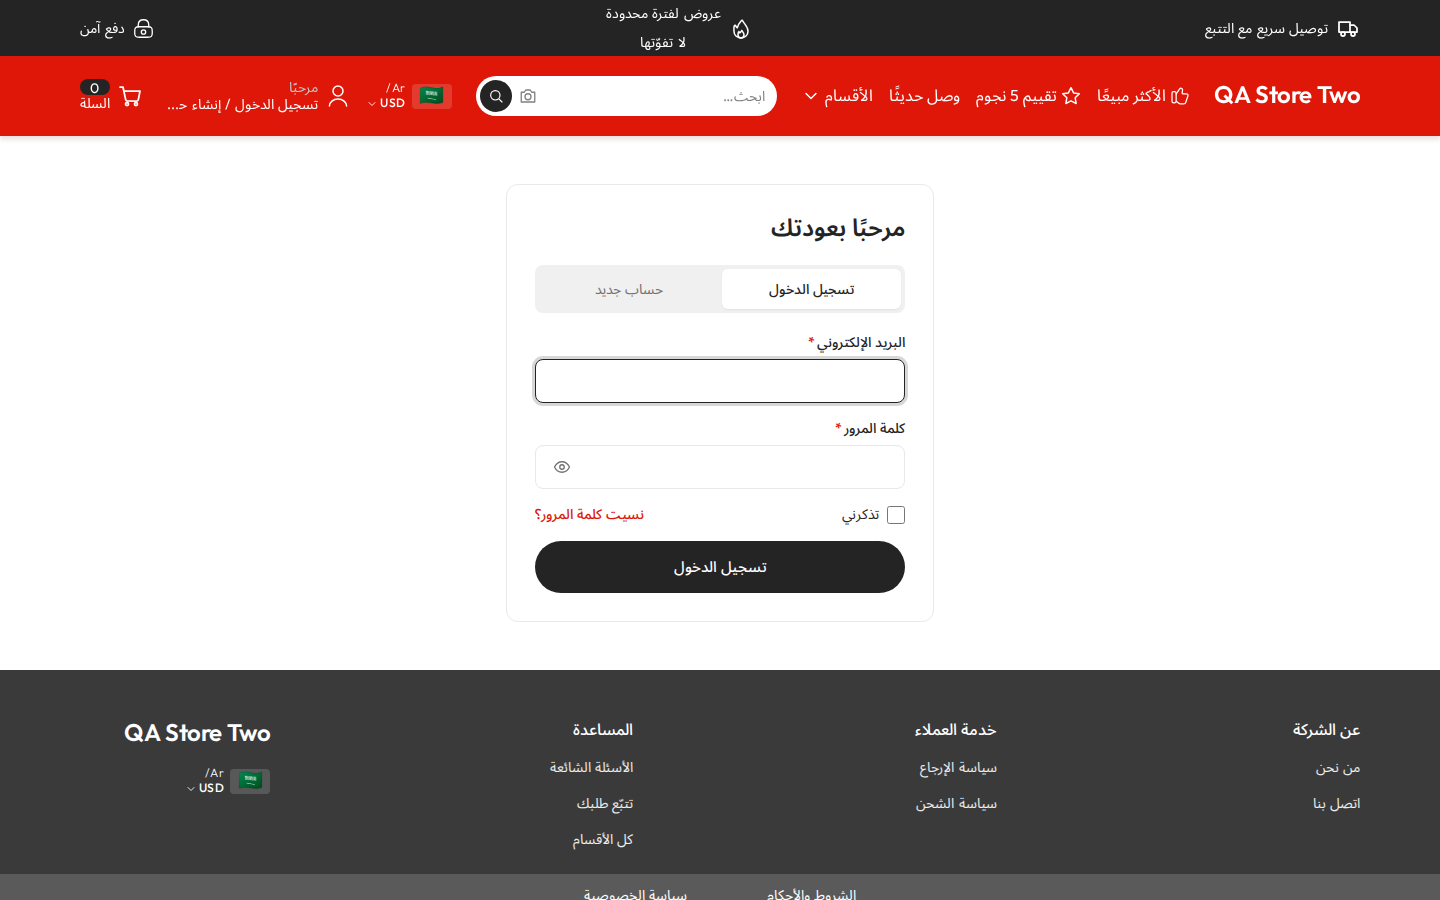 توصيل سريع مع التتبع
عروض لفترة محدودة
لا تفوّتها
دفع آمن
QA Store Two
الأكثر مبيعًا
تقييم 5 نجوم
وصل حديثًا
الأقسام
ابحث...
Ar /
USD
مرحبًا
تسجيل الدخول / إنشاء حـ...
0
السلة
مرحبًا بعودتك
تسجيل الدخول
حساب جديد
البريد الإلكتروني *
كلمة المرور *
تذكرني
نسيت كلمة المرور؟
تسجيل الدخول
عن الشركة
من نحن
اتصل بنا
خدمة العملاء
سياسة الإرجاع
سياسة الشحن
المساعدة
الأسئلة الشائعة
تتبّع طلبك
كل الأقسام
QA Store Two
Ar/
USD
الشروط والأحكام
سياسة الخصوصية